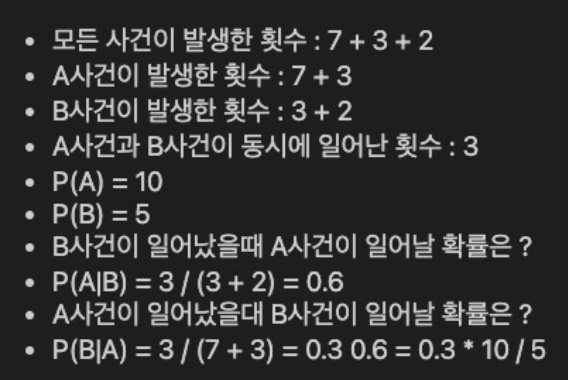 • 모든 사건이 발생한 횟수 : 7 + 3 + 2
• A사건이 발생한 횟수 : 7 + 3
• B사건이 발생한 횟수 : 3 + 2
• A사건과 B사건이 동시에 일어난 횟수 : 3
• P(A) = 10
• P(B) = 5
• B사건이 일어났을때 A사건이 일어날 확률은 ?
• P(A|B) = 3 / (3 + 2) = 0.6
• A사건이 일어났을대 B사건이 일어날 확률은 ?
• P(B|A) = 3 / (7 + 3) = 0.3 0.6 = 0.3 * 10 / 5